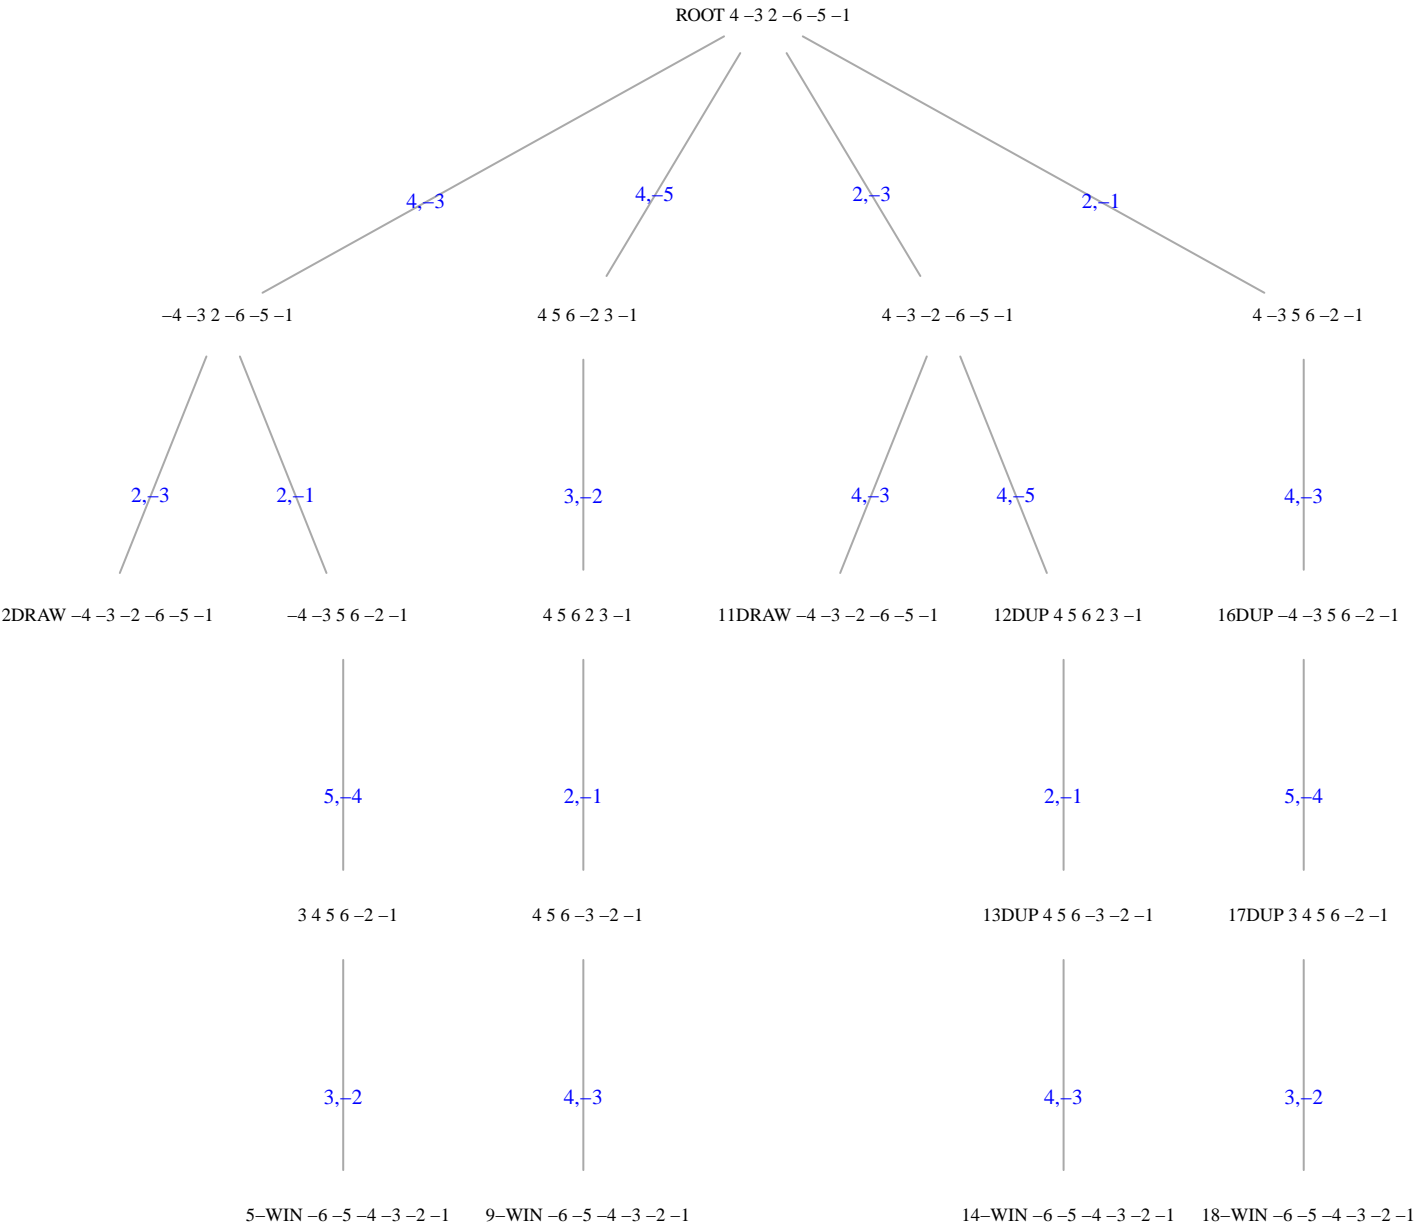 ROOT 4 –3 2 –6 –5 –1
4,–3
4,–5
2,–3
2,–1
–4 –3 2 –6 –5 –1
4 5 6 –2 3 –1
4 –3 –2 –6 –5 –1
4 –3 5 6 –2 –1
2,–3
2,–1
3,–2
4,–3
4,–5
4,–3
2DRAW –4 –3 –2 –6 –5 –1
–4 –3 5 6 –2 –1
4 5 6 2 3 –1
11DRAW –4 –3 –2 –6 –5 –1
12DUP 4 5 6 2 3 –1
16DUP –4 –3 5 6 –2 –1
5,–4
2,–1
2,–1
5,–4
3 4 5 6 –2 –1
4 5 6 –3 –2 –1
13DUP 4 5 6 –3 –2 –1
17DUP 3 4 5 6 –2 –1
3,–2
4,–3
4,–3
3,–2
5–WIN –6 –5 –4 –3 –2 –1
9–WIN –6 –5 –4 –3 –2 –1
14–WIN –6 –5 –4 –3 –2 –1
18–WIN –6 –5 –4 –3 –2 –1